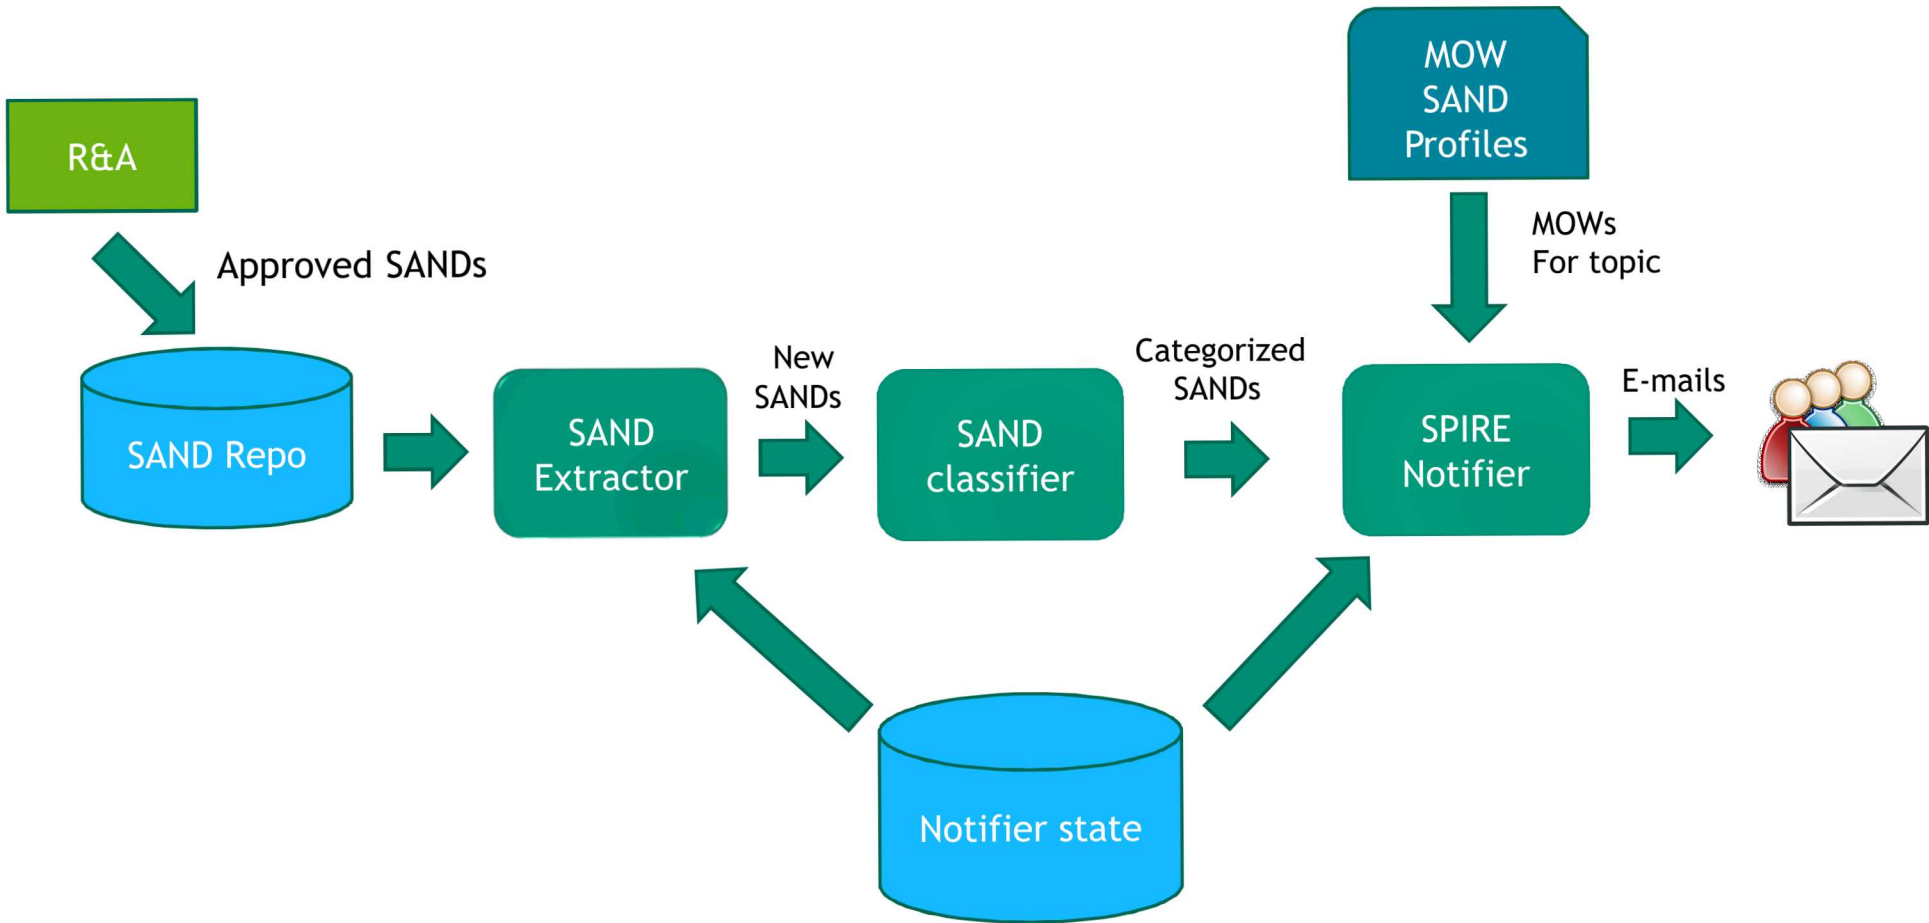 MOW
SAND
Profiles
R&A
MOWs
For topic
Approved SANDs
New
SANDs
Categorized
SANDs
E-mails
SAND Repo
SAND
Extractor
SAND
classifier
SPIRE
Notifier
Notifier state